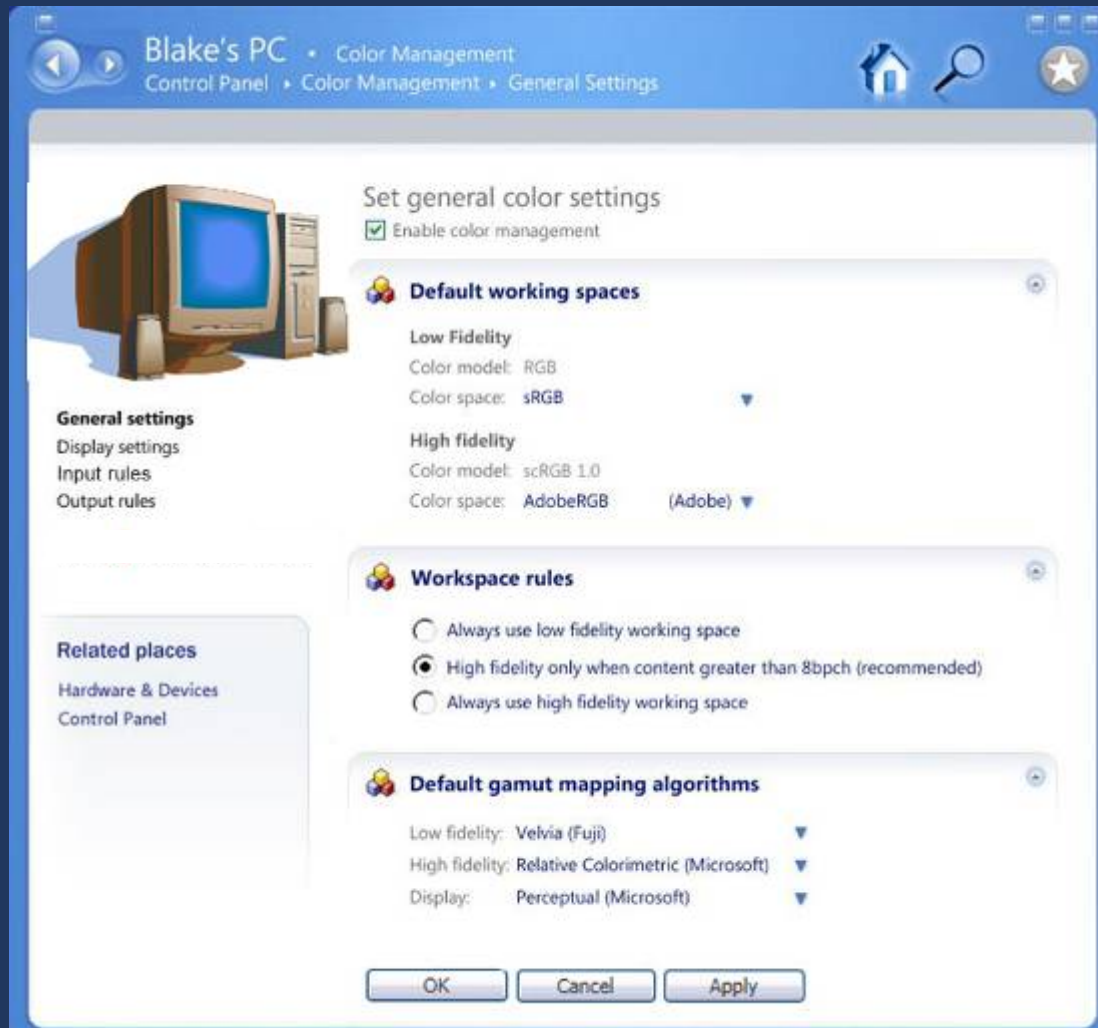 Blake's PC • Color Management
Control Panel • Color Management • General Settings
Set general color settings
Enable color management
Default working spaces
Low Fidelity
Color model: RGB
Color space: sRGB
High fidelity
Color model: scRGB 1.0
Color space: AdobeRGB (Adobe)
General settings
Display settings
Input rules
Output rules
Workspace rules
Always use low fidelity working space
High fidelity only when content greater than 8bpch (recommended)
Always use high fidelity working space
Related places
Hardware & Devices
Control Panel
Default gamut mapping algorithms
Low fidelity: Velvia (Fuji)
High fidelity: Relative Colorimetric (Microsoft)
Display: Perceptual (Microsoft)
OK Cancel Apply